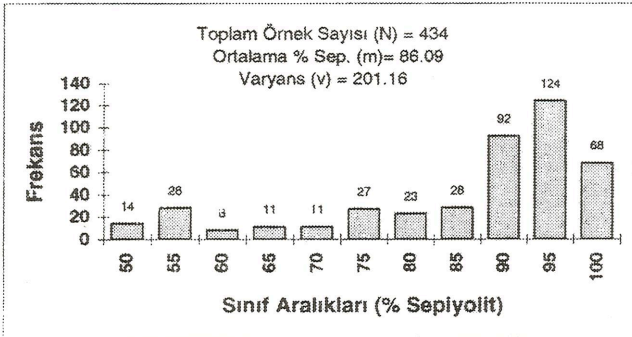 Toplam Örnek Sayısı (N) = 434
Ortalama % Sep. (m)= 86.09
Varyans (v) = 201.16
Frekans
140
120
100
80
60
40
20
0
14 28 8 11 11 27 23 28 92 124 68
50 55 60 65 70 75 80 85 90 95 100
Sınıf Aralıkları (% Sepiyolit)